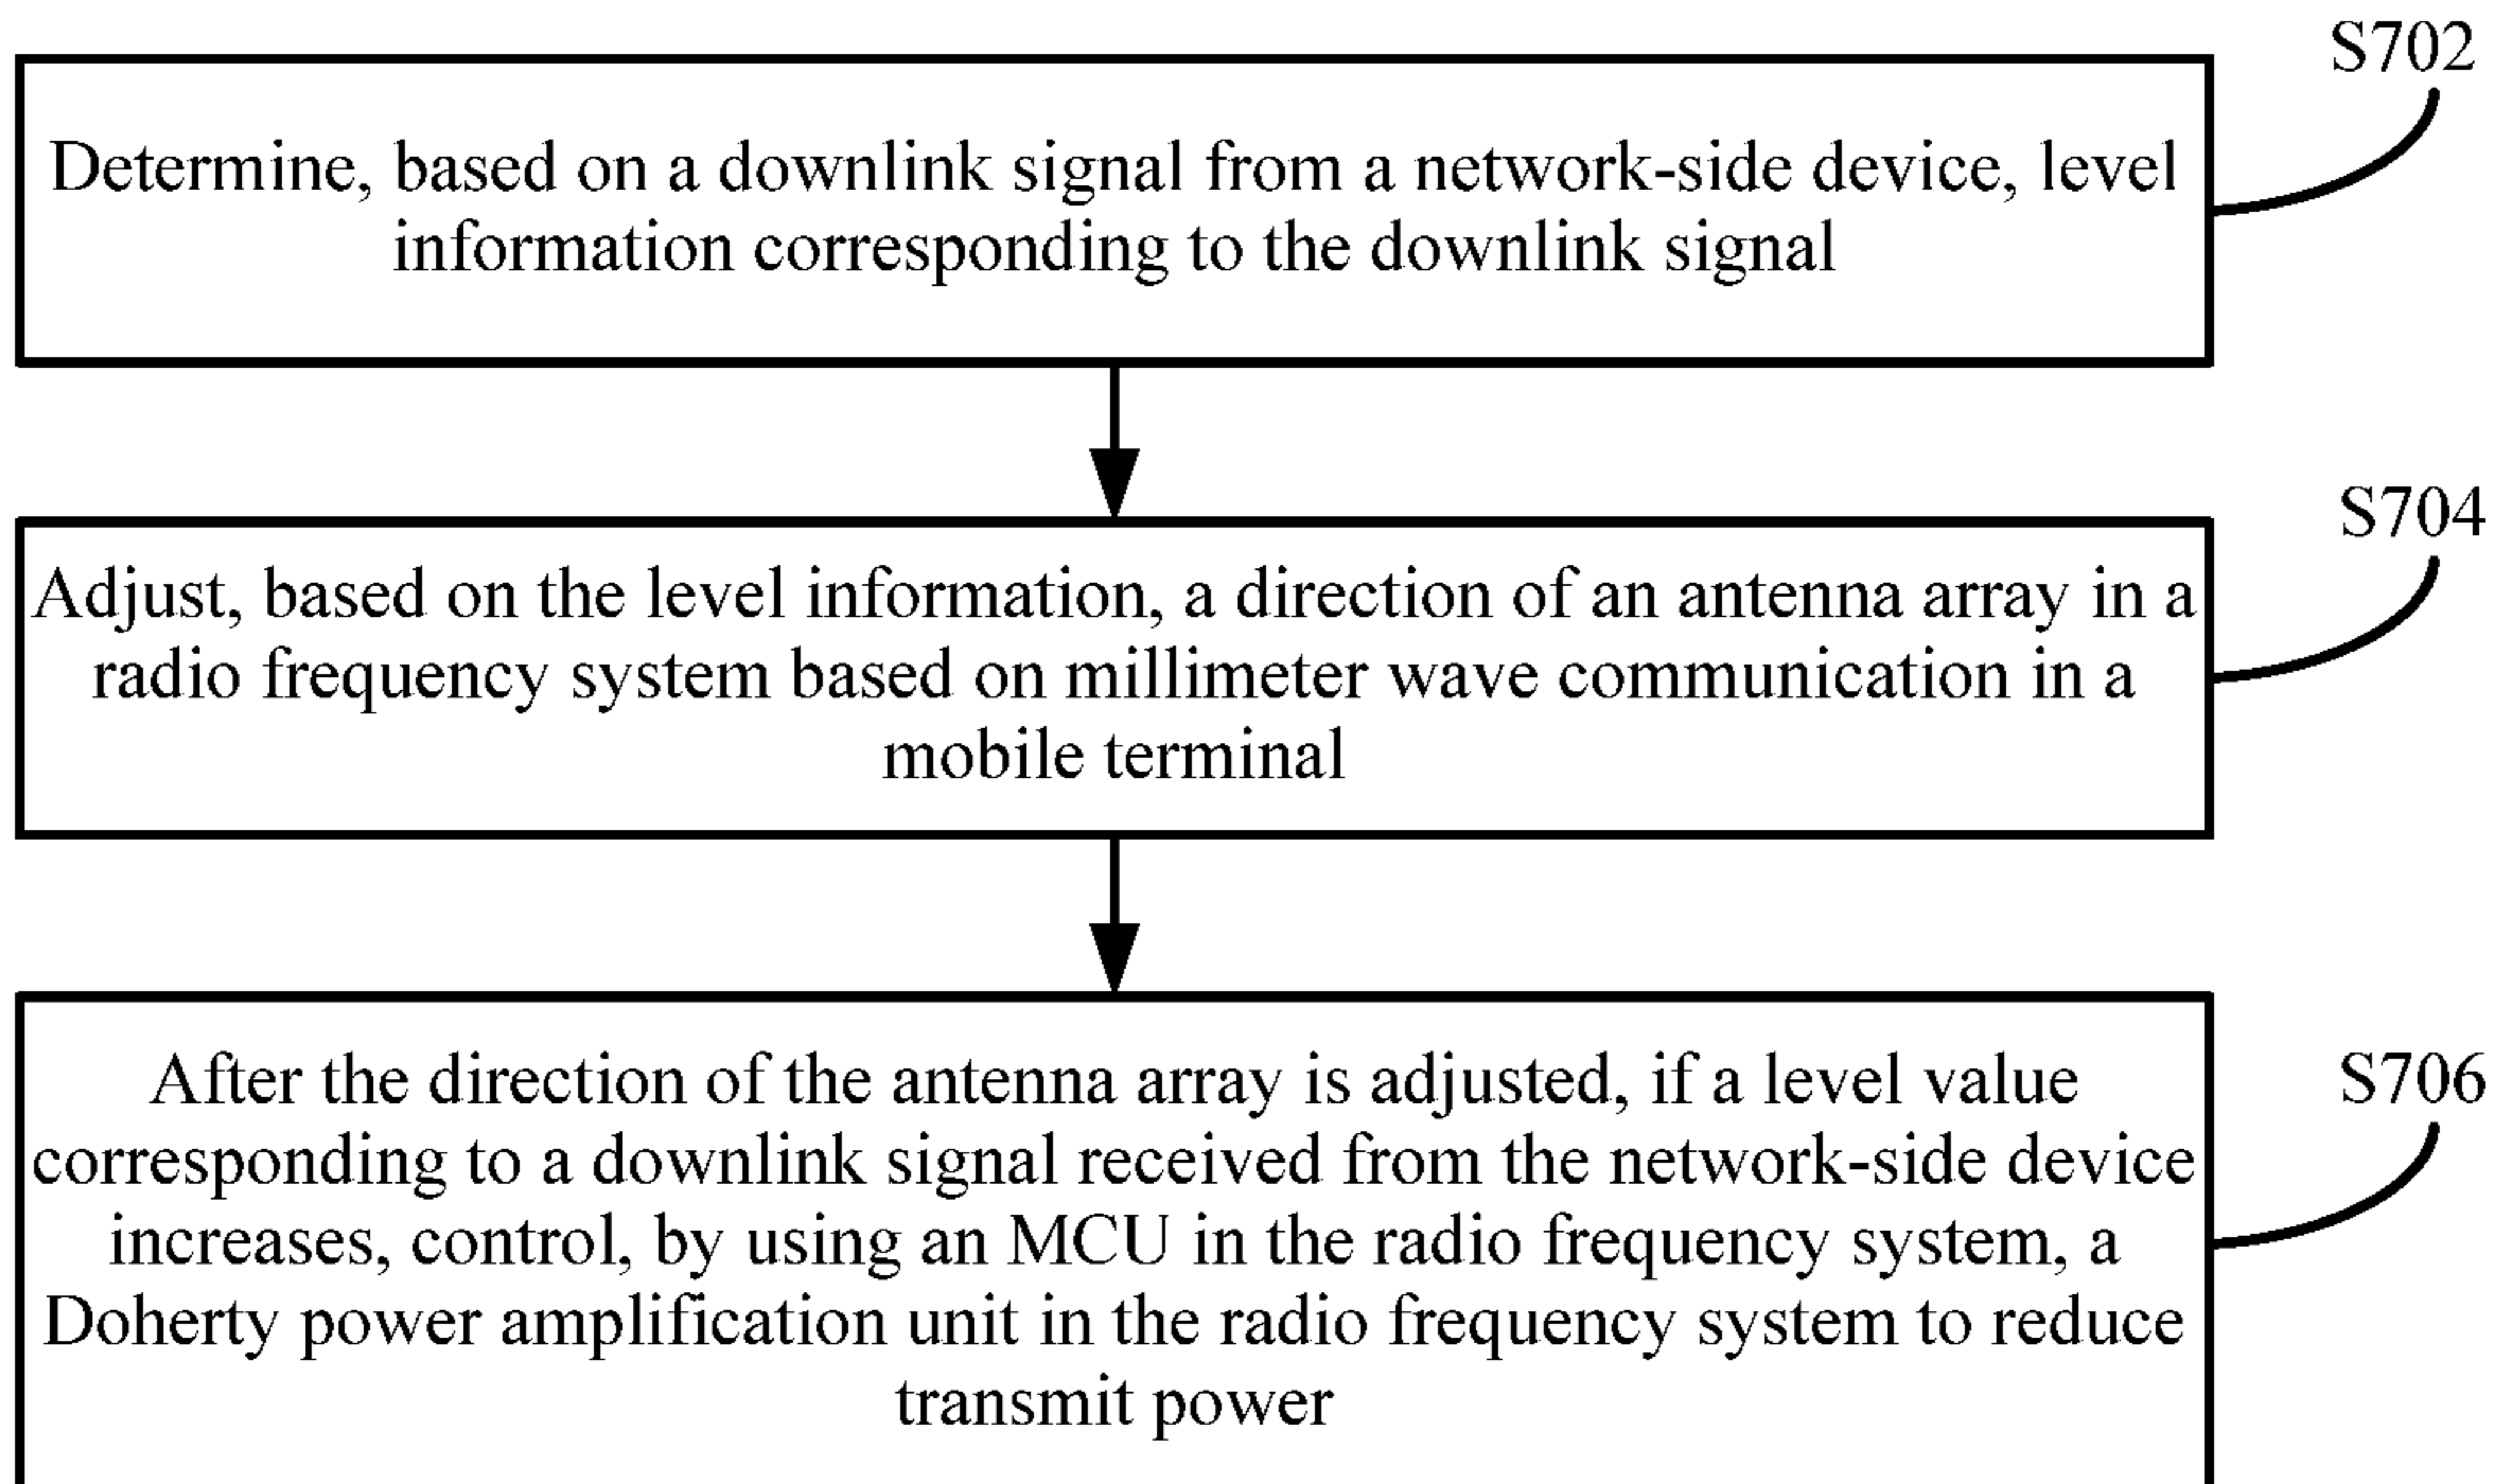 S702
Determine, based on a downlink signal from a network-side device, level
information corresponding to the downlink signal
S704
Adjust, based on the level information, a direction of an antenna array in a
radio frequency system based on millimeter wave communication in a
mobile terminal
S706
After the direction of the antenna array is adjusted, if a level value
corresponding to a downlink signal received from the network-side device
increases, control, by using an MCU in the radio frequency system, a
Doherty power amplification unit in the radio frequency system to reduce
transmit power